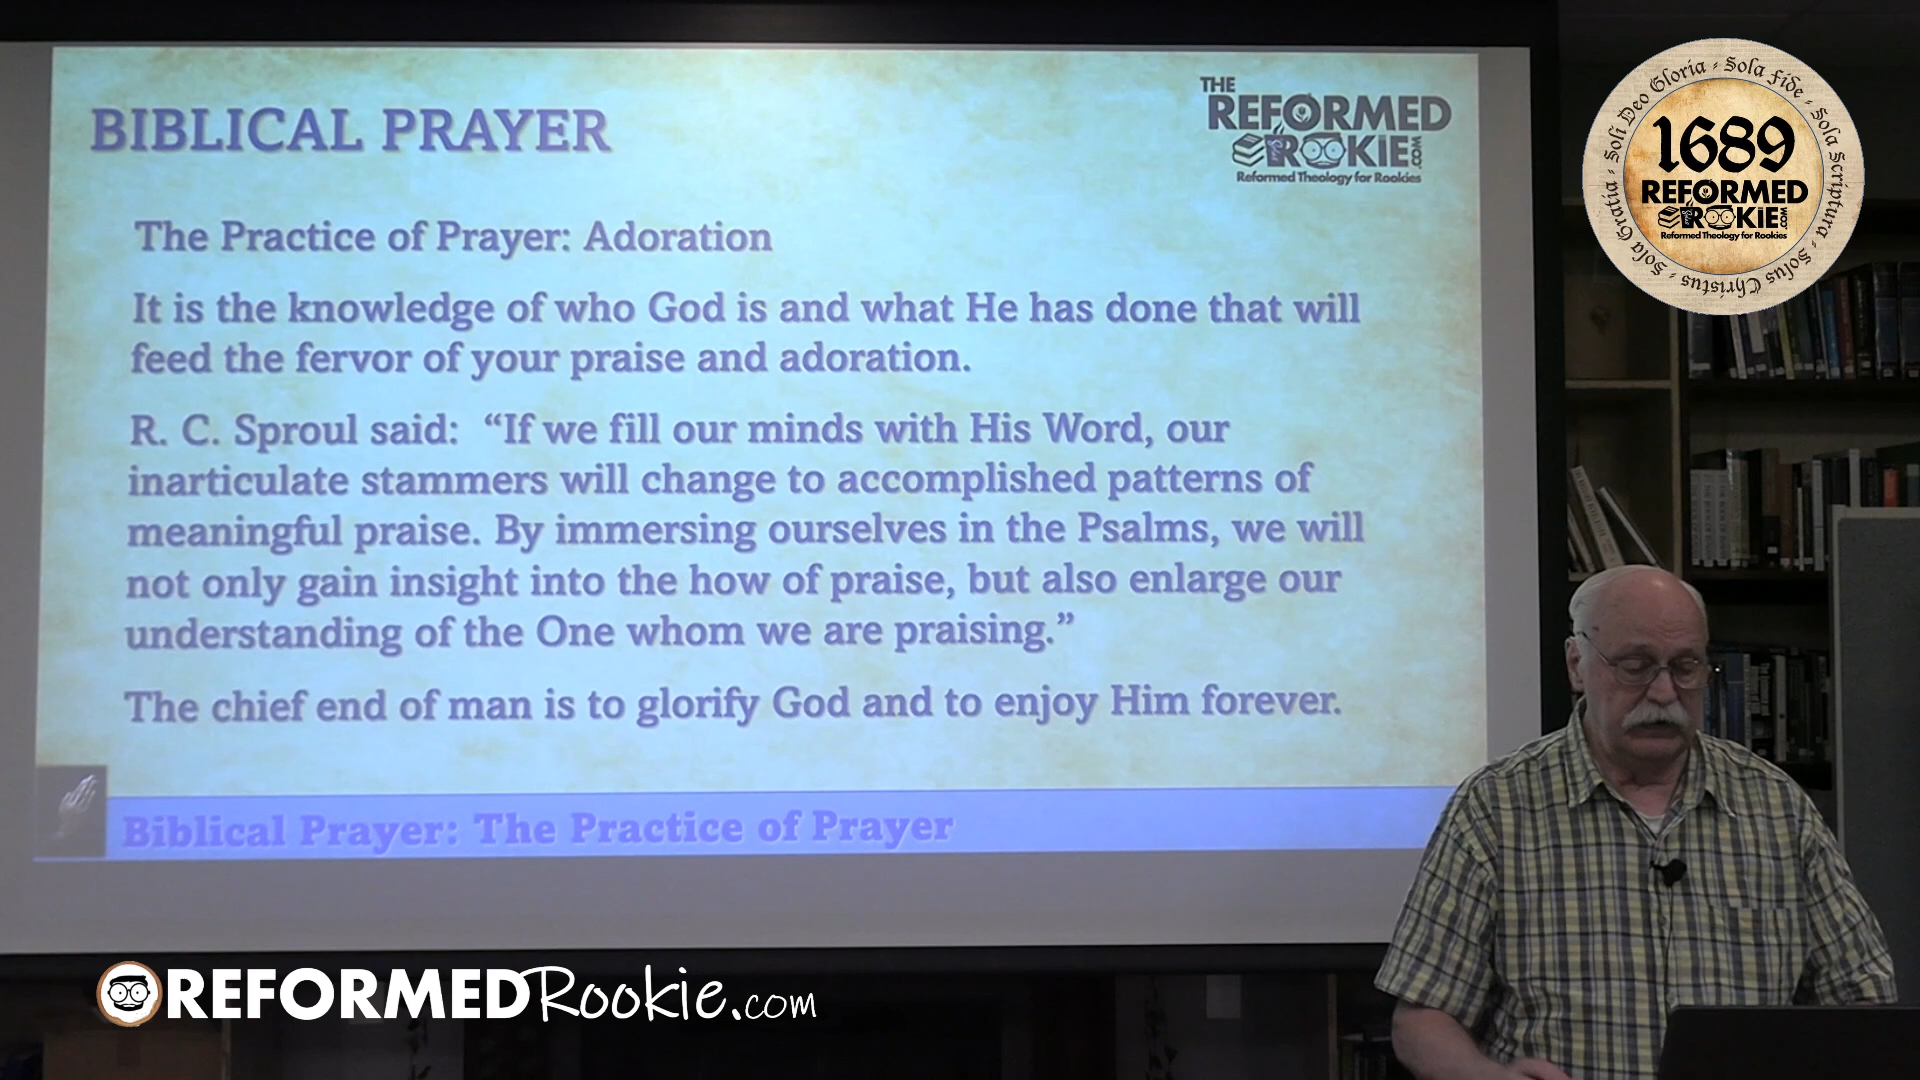 BIBLICAL PRAYER
THE
REFORMED
ROOKIE
.COM
Reformed Theology for Rookies
The Practice of Prayer: Adoration
It is the knowledge of who God is and what He has done that will
feed the fervor of your praise and adoration.
R. C. Sproul said: “If we fill our minds with His Word, our
inarticulate stammers will change to accomplished patterns of
meaningful praise. By immersing ourselves in the Psalms, we will
not only gain insight into the how of praise, but also enlarge our
understanding of the One whom we are praising.”
The chief end of man is to glorify God and to enjoy Him forever.
Biblical Prayer: The Practice of Prayer
Soli Deo Gloria - Sola Fide - Sola Scriptura - Solus Christus - Sola Gratia -
1689
REFORMED
ROOKIE
.COM
Reformed Theology for Rookies
REFORMEDRookie.com